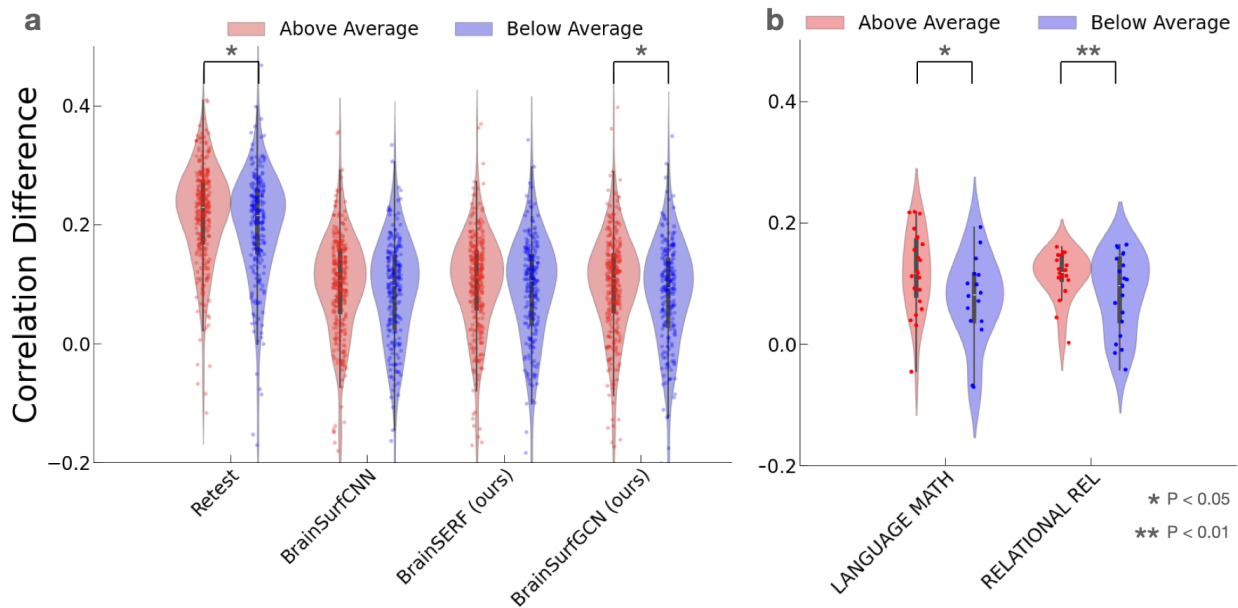 a
Above Average
Below Average
*
*
Correlation Difference
0.4
0.2
0.0
−0.2
Retest
BrainSurfCNN
BrainSERF (ours)
BrainSurfGCN (ours)
b
Above Average
Below Average
*
**
0.4
0.2
0.0
−0.2
LANGUAGE MATH
RELATIONAL REL
* P < 0.05
** P < 0.01